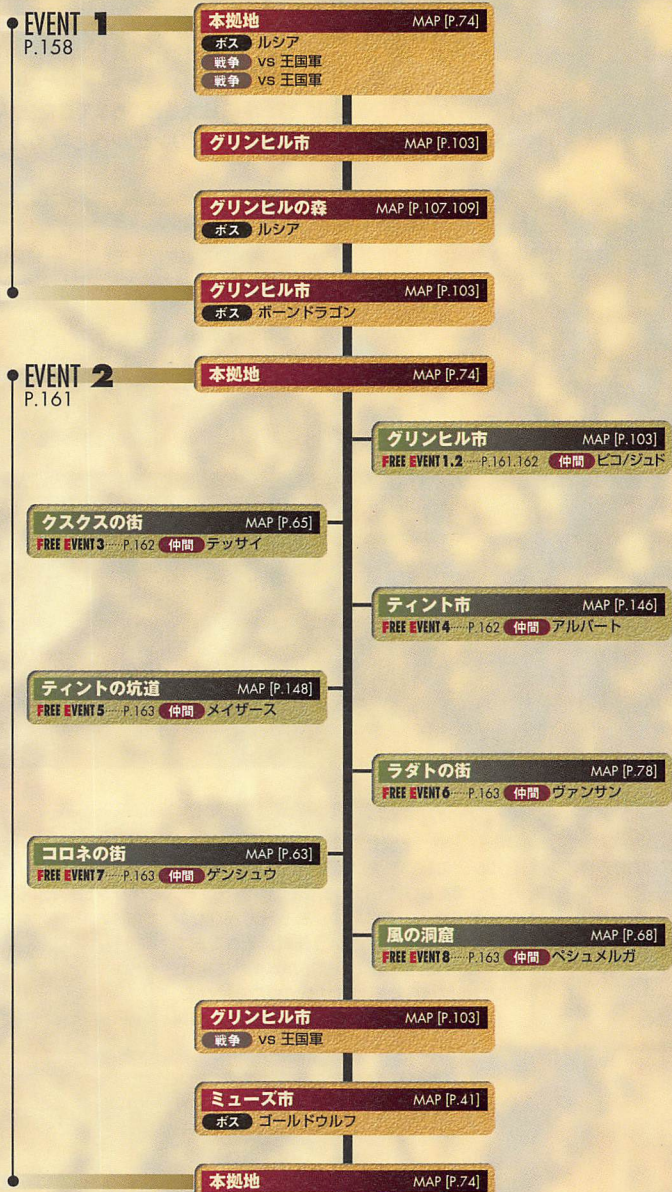 EVENT 1
P.158
本拠地 MAP [P.74]
ボス ルシア
戦争 vs 王国軍
戦争 vs 王国軍
グリンヒル市 MAP [P.103]
グリンヒルの森 MAP [P.107.109]
ボス ルシア
グリンヒル市 MAP [P.103]
ボス ボーンドラゴン
EVENT 2
P.161
本拠地 MAP [P.74]
グリンヒル市 MAP [P.103]
FREE EVENT 1.2 ···· P.161.162 仲間 ピコ/ジュド
クスクスの街 MAP [P.65]
FREE EVENT 3 ···· P.162 仲間 テッサイ
ティント市 MAP [P.146]
FREE EVENT 4 ···· P.162 仲間 アルバート
ティントの坑道 MAP [P.148]
FREE EVENT 5 ···· P.163 仲間 メイザース
ラダトの街 MAP [P.78]
FREE EVENT 6 ···· P.163 仲間 ヴァンサン
コロネの街 MAP [P.63]
FREE EVENT 7 ···· P.163 仲間 ゲンシュウ
風の洞窟 MAP [P.68]
FREE EVENT 8 ···· P.163 仲間 ペシュメルガ
グリンヒル市 MAP [P.103]
戦争 vs 王国軍
ミューズ市 MAP [P.41]
ボス ゴールドウルフ
本拠地 MAP [P.74]